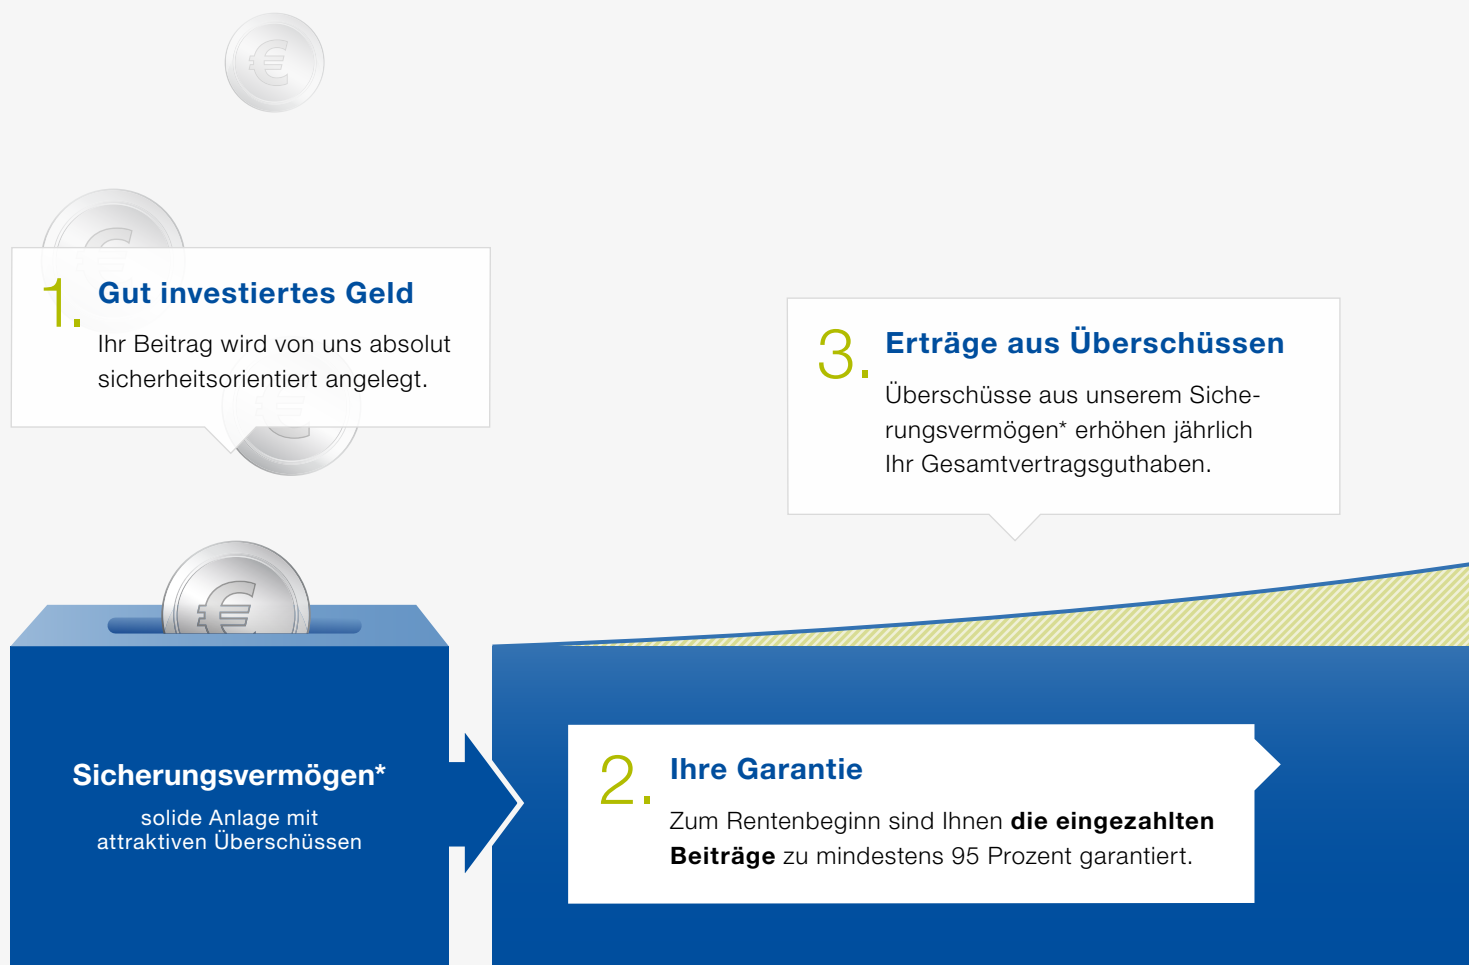 1. Gut investiertes Geld
Ihr Beitrag wird von uns absolut
sicherheitsorientiert angelegt.
3. Erträge aus Überschüssen
Überschüsse aus unserem Siche-
rungsvermögen* erhöhen jährlich
Ihr Gesamtvertragsguthaben.
Sicherungsvermögen*
solide Anlage mit
attraktiven Überschüssen
2. Ihre Garantie
Zum Rentenbeginn sind Ihnen die eingezahlten
Beiträge zu mindestens 95 Prozent garantiert.